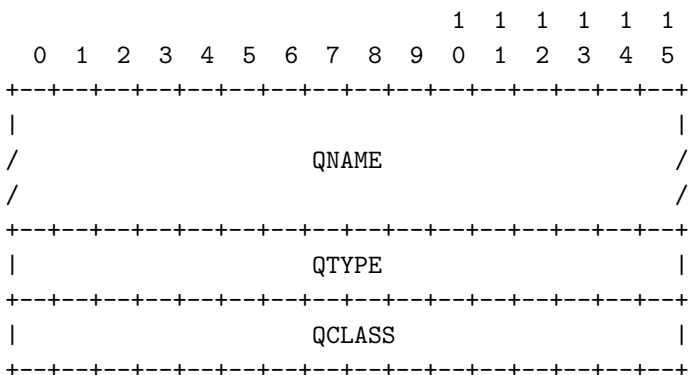 1  1  1  1  1  1
  0  1  2  3  4  5  6  7  8  9  0  1  2  3  4  5
+--+--+--+--+--+--+--+--+--+--+--+--+--+--+--+--+
|                                               |
/                     QNAME                     /
/                                               /
+--+--+--+--+--+--+--+--+--+--+--+--+--+--+--+--+
|                     QTYPE                     |
+--+--+--+--+--+--+--+--+--+--+--+--+--+--+--+--+
|                     QCLASS                    |
+--+--+--+--+--+--+--+--+--+--+--+--+--+--+--+--+